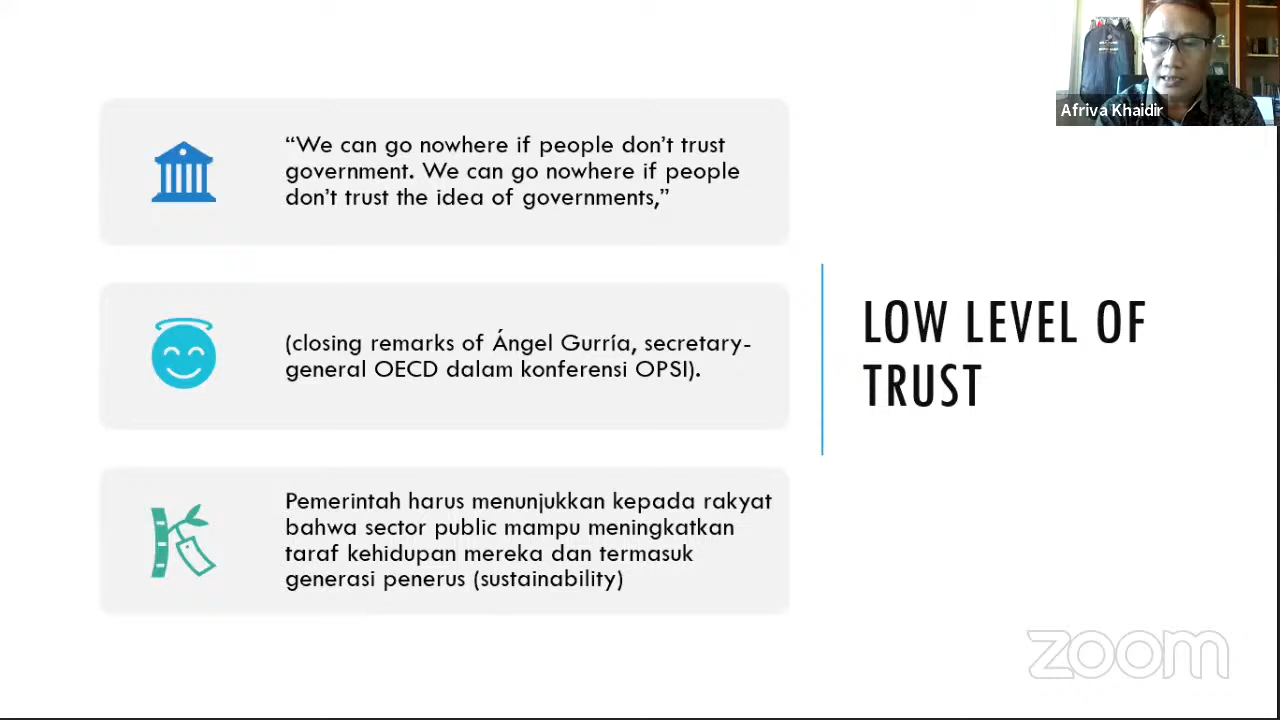 Afriva Khaidir
“We can go nowhere if people don’t trust
government. We can go nowhere if people
don’t trust the idea of governments,”
(closing remarks of Ángel Gurría, secretary-
general OECD dalam konferensi OPSI).
Pemerintah harus menunjukkan kepada rakyat
bahwa sector public mampu meningkatkan
taraf kehidupan mereka dan termasuk
generasi penerus (sustainability)
LOW LEVEL OF
TRUST
zoom